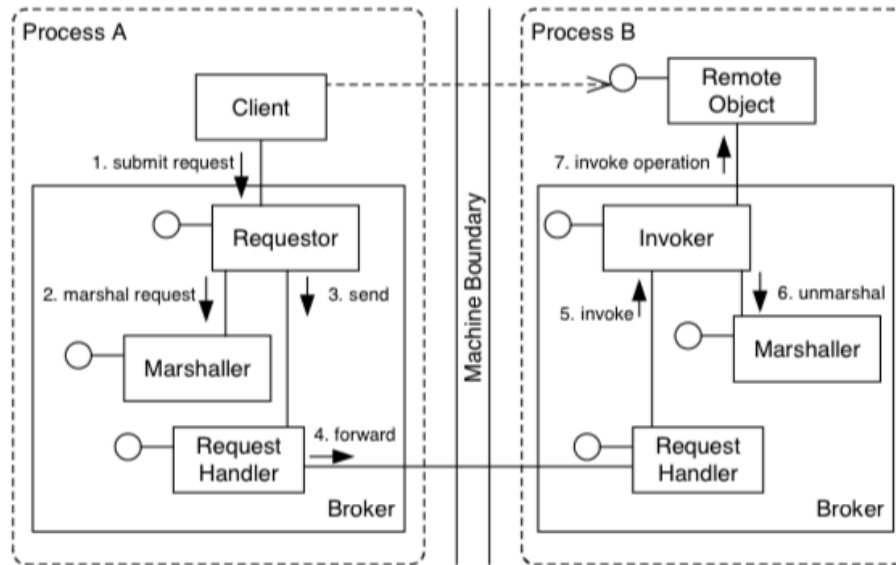 Process A
Client
1. submit request
Requestor
2. marshal request
3. send
Marshaller
Request
Handler
4. forward
Broker
Machine Boundary
Process B
Remote
Object
7. invoke operation
Invoker
5. invoke
6. unmarshal
Marshaller
Request
Handler
Broker